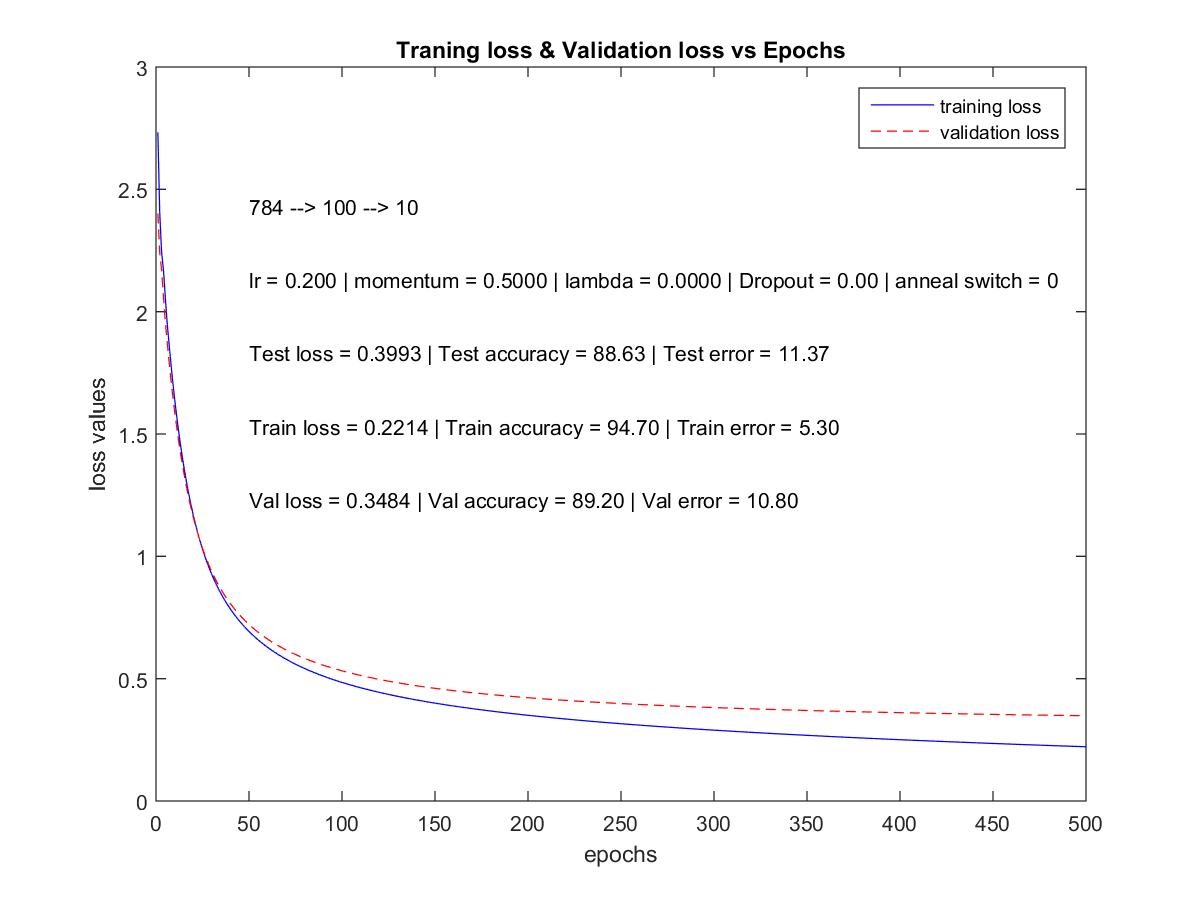 Traning loss & Validation loss vs Epochs
3
training loss
validation loss
2.5
784 --> 100 --> 10
lr = 0.200 | momentum = 0.5000 | lambda = 0.0000 | Dropout = 0.00 | anneal switch = 0
2
Test loss = 0.3993 | Test accuracy = 88.63 | Test error = 11.37
loss values
1.5
Train loss = 0.2214 | Train accuracy = 94.70 | Train error = 5.30
Val loss = 0.3484 | Val accuracy = 89.20 | Val error = 10.80
1
0.5
0
0 50 100 150 200 250 300 350 400 450 500
epochs